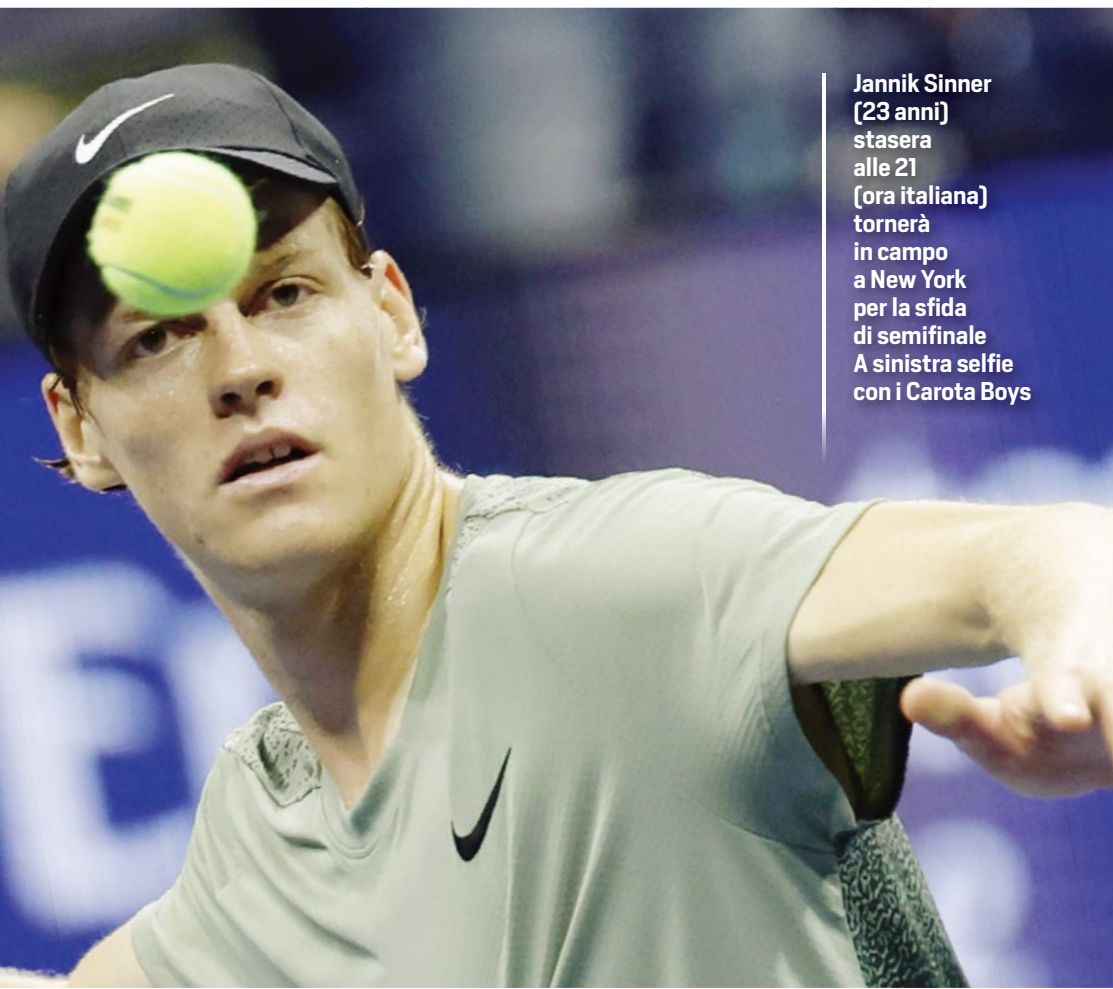 Jannik Sinner
(23 anni)
stasera
alle 21
(ora italiana)
tornerà
in campo
a New York
per la sfida
di semifinale
A sinistra selfie
con i Carota Boys